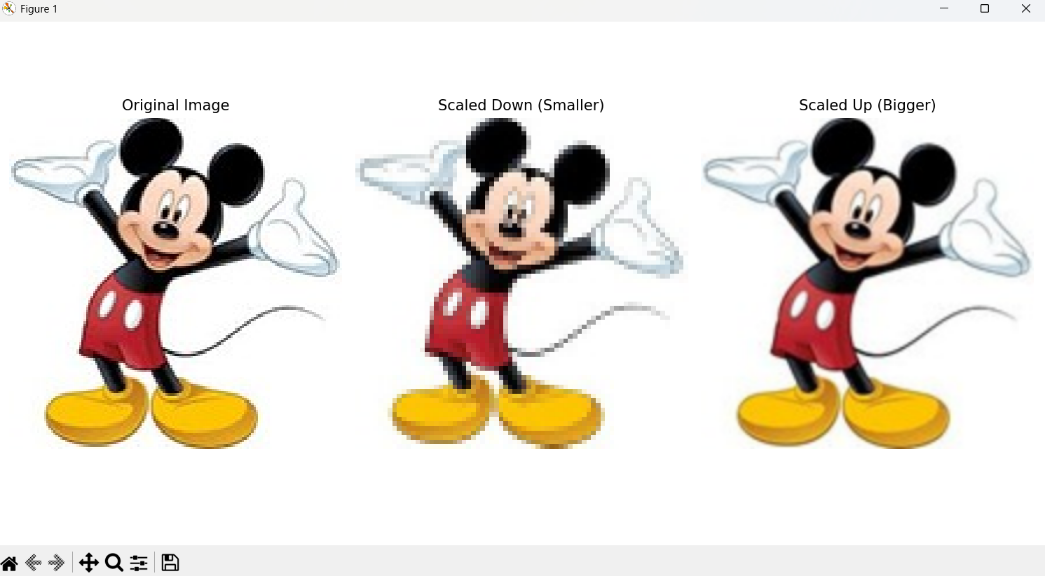 Figure 1
Original Image
Scaled Down (Smaller)
Scaled Up (Bigger)